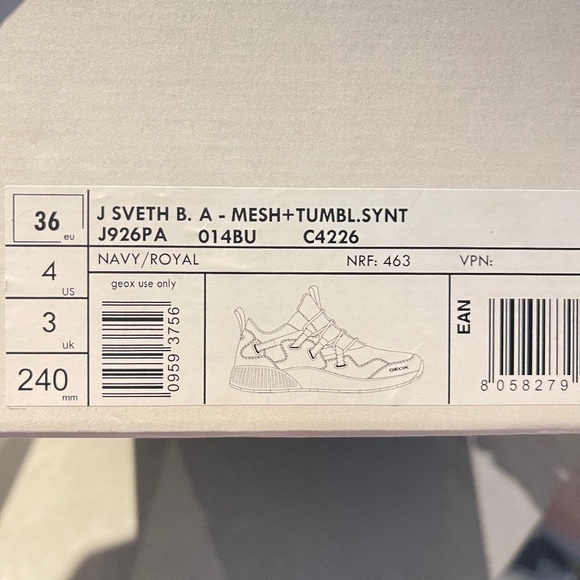 36 eu
J SVETH B. A - MESH+TUMBL.SYNT
J926PA 014BU C4226
4 US
NAVY/ROYAL NRF: 463 VPN:
geox use only
3 uk
240 mm
0959 3756
GEOX
EAN
8 058279